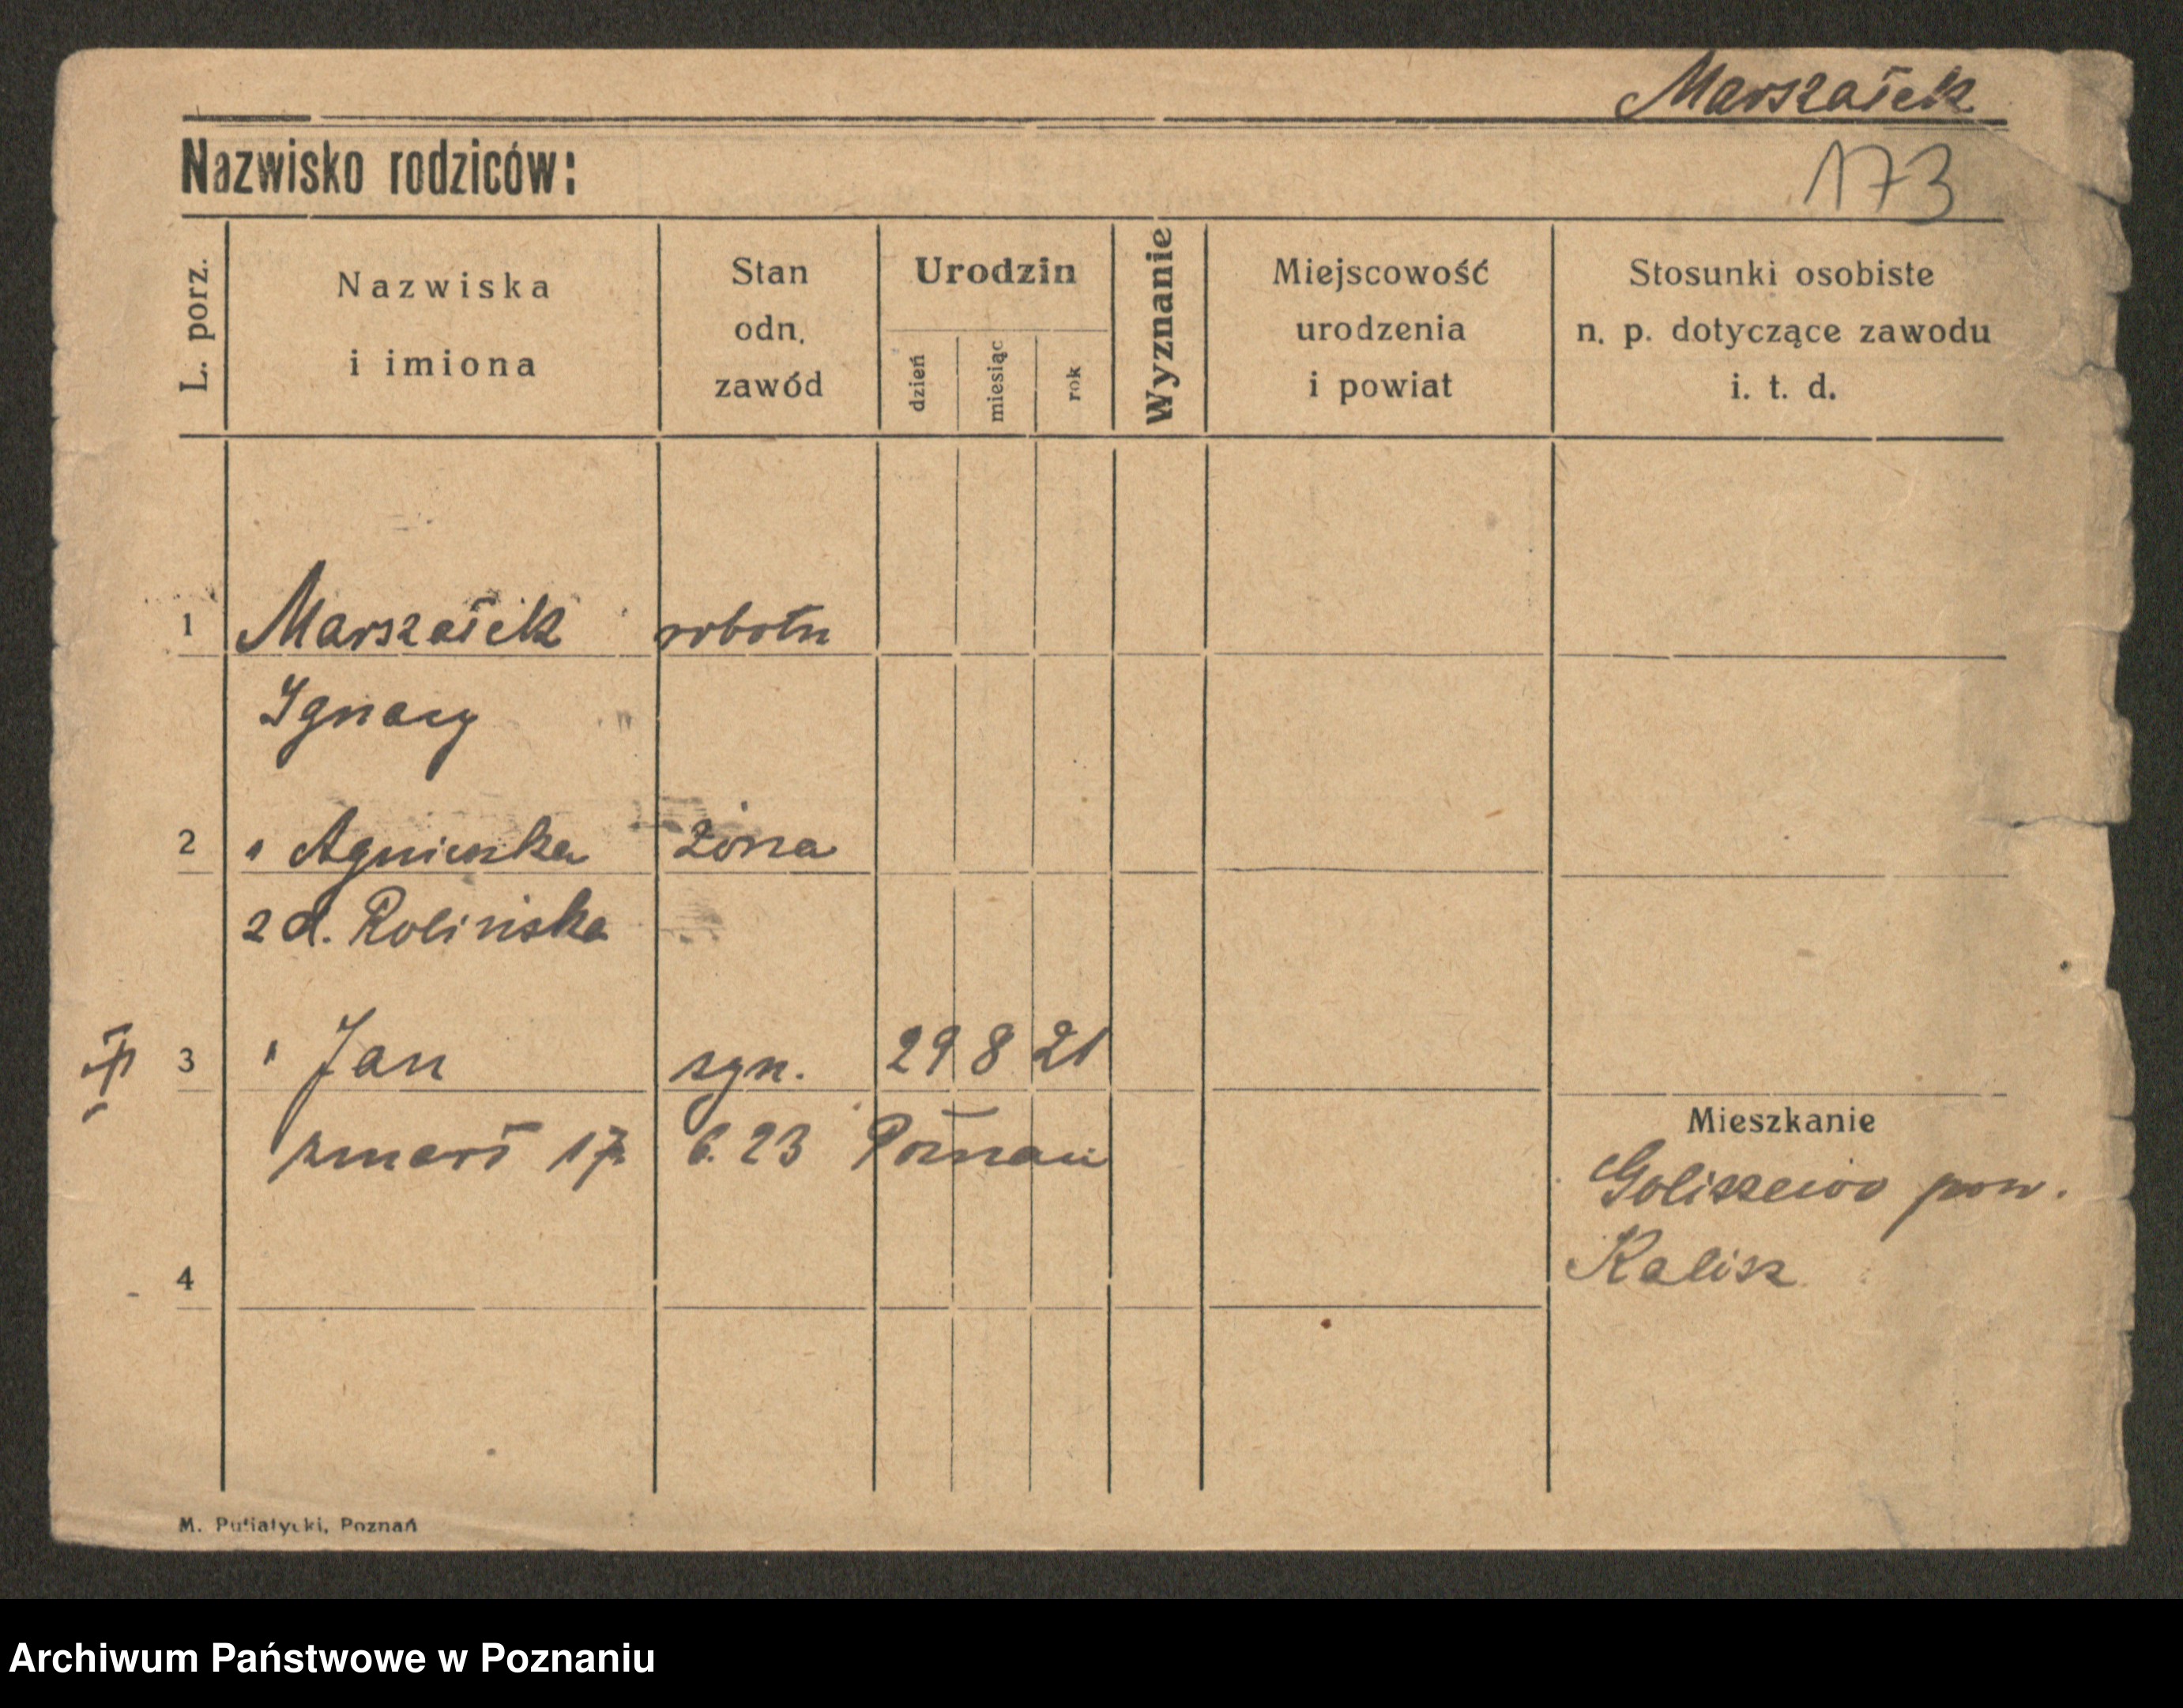 Marszałek
Nazwisko rodziców:
173
L. porz.
Nazwiska
i imiona
Stan
odn.
zawód
Urodzin
dzień
miesiąc
rok
Wyznanie
Miejscowość
urodzenia
i powiat
Stosunki osobiste
n. p. dotyczące zawodu
i. t. d.
1 Marszałek robotn
Ignacy
2 " Agnieszka żona
z d. Rolińska
3 " Jan syn. 29 8 21
zmarł 17. 6. 23 Poznań
Mieszkanie
Goliszewo pow.
Kalisz
4
M. Putiatycki, Poznań
Archiwum Państwowe w Poznaniu